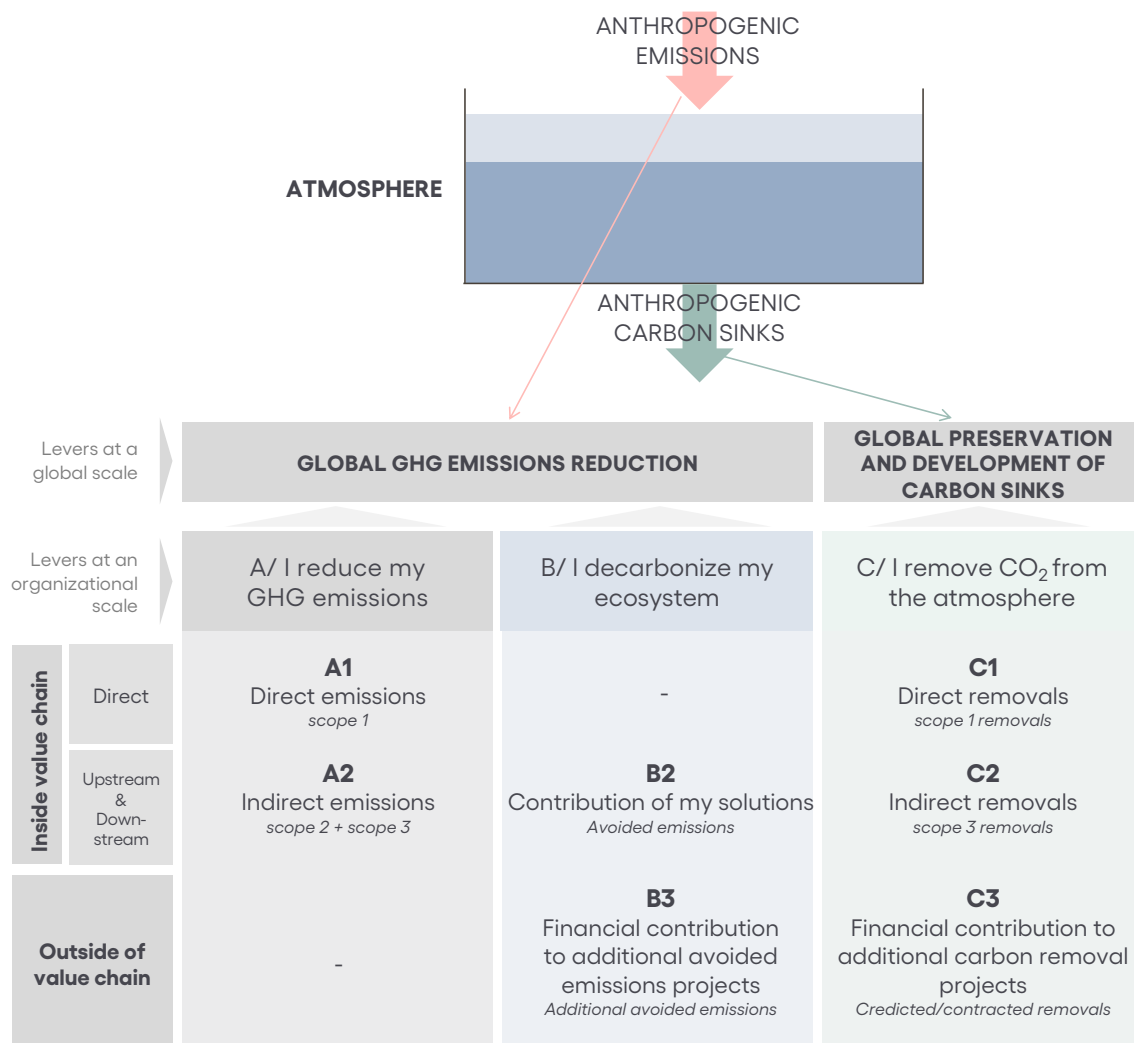 ANTHROPOGENIC
EMISSIONS
ATMOSPHERE
ANTHROPOGENIC
CARBON SINKS
Levers at a
global scale
GLOBAL GHG EMISSIONS REDUCTION
GLOBAL PRESERVATION
AND DEVELOPMENT OF
CARBON SINKS
Levers at an
organizational
scale
A/ I reduce my
GHG emissions
B/ I decarbonize my
ecosystem
C/ I remove CO₂ from
the atmosphere
Inside value chain
Direct
A1
Direct emissions
scope 1
-
C1
Direct removals
scope 1 removals
Upstream
&
Down-
stream
A2
Indirect emissions
scope 2 + scope 3
B2
Contribution of my solutions
Avoided emissions
C2
Indirect removals
scope 3 removals
Outside of
value chain
-
B3
Financial contribution
to additional avoided
emissions projects
Additional avoided emissions
C3
Financial contribution to
additional carbon removal
projects
Credicted/contracted removals